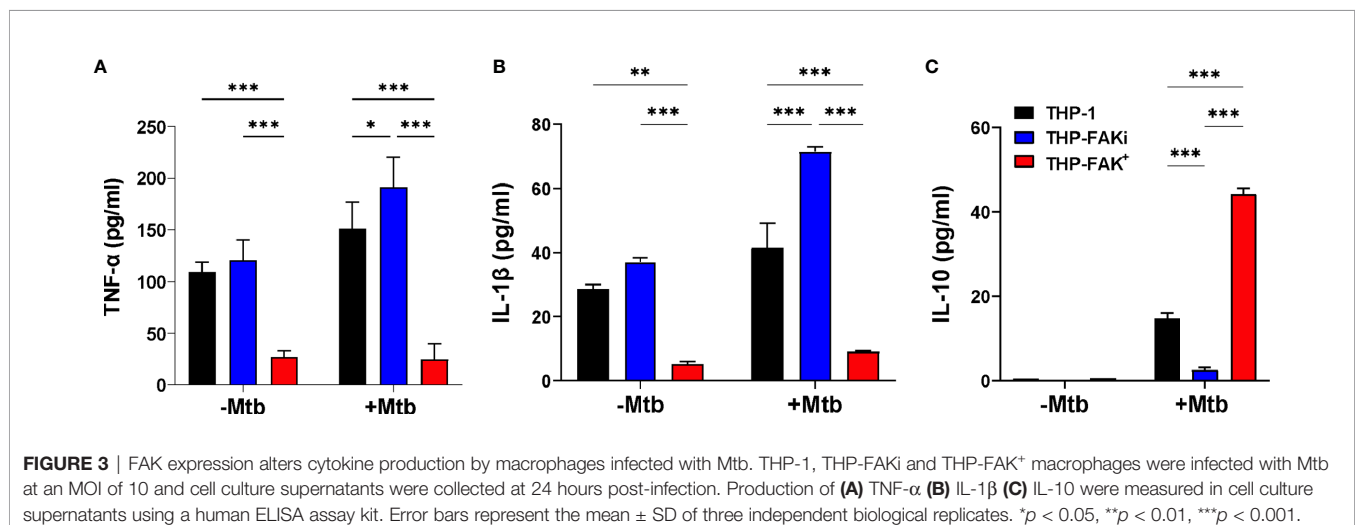 A
TNF-α (pg/ml)
250
200
150
100
50
0
***
***
***
*
***
-Mtb
+Mtb
B
IL-1β (pg/ml)
80
60
40
20
0
**
***
***
***
***
-Mtb
+Mtb
C
IL-10 (pg/ml)
60
40
20
0
THP-1
THP-FAKi
THP-FAK⁺
***
***
***
-Mtb
+Mtb
FIGURE 3 | FAK expression alters cytokine production by macrophages infected with Mtb. THP-1, THP-FAKi and THP-FAK⁺ macrophages were infected with Mtb
at an MOI of 10 and cell culture supernatants were collected at 24 hours post-infection. Production of (A) TNF-α (B) IL-1β (C) IL-10 were measured in cell culture
supernatants using a human ELISA assay kit. Error bars represent the mean ± SD of three independent biological replicates. *p < 0.05, **p < 0.01, ***p < 0.001.